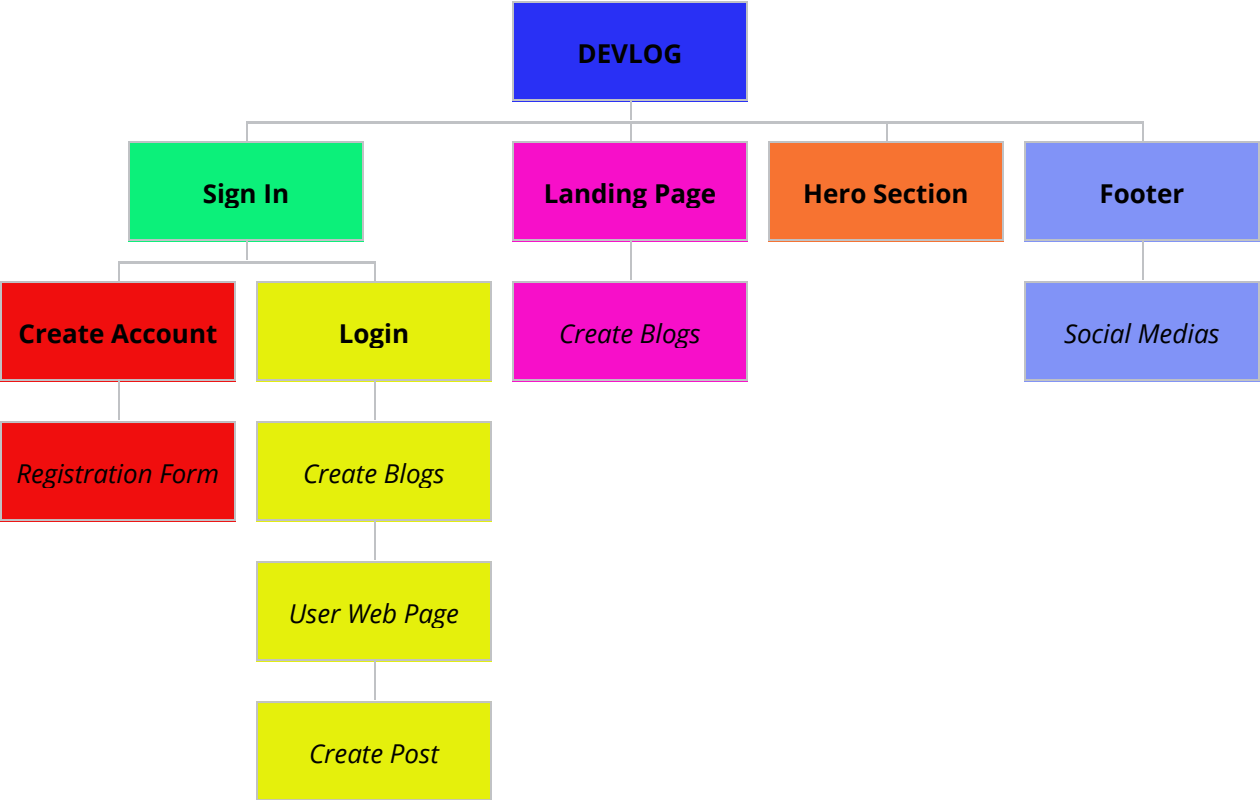 DEVLOG
Sign In
Landing Page
Hero Section
Footer
Create Account
Login
Create Blogs
Social Medias
Registration Form
Create Blogs
User Web Page
Create Post